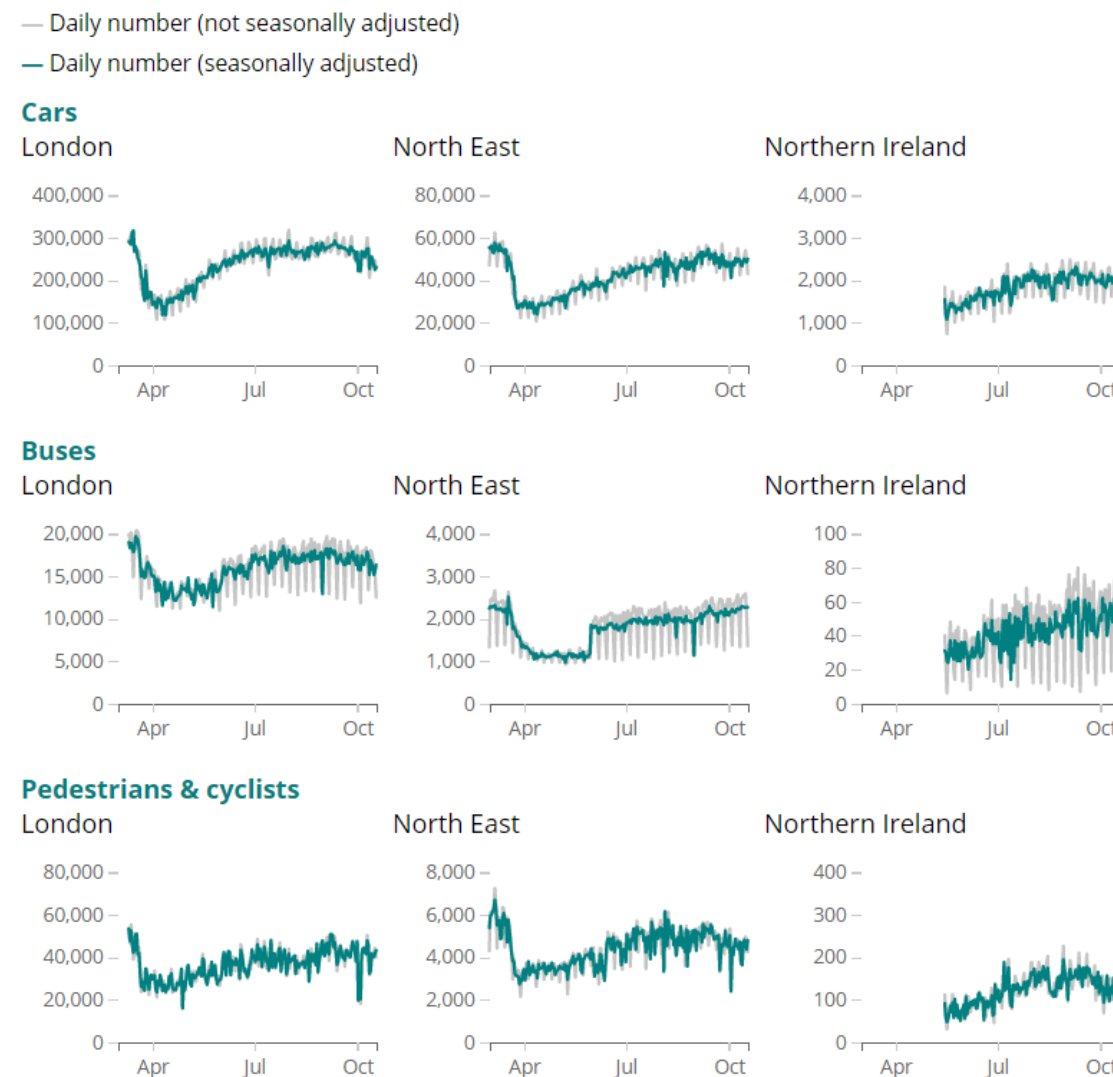 Daily number (not seasonally adjusted)
Daily number (seasonally adjusted)
Cars
London North East Northern Ireland
400,000 80,000 4,000
300,000 60,000 3,000
200,000 40,000 2,000
100,000 20,000 1,000
0 0 0
Apr Jul Oct Apr Jul Oct Apr Jul Oct
Buses
London North East Northern Ireland
20,000 4,000 100
15,000 3,000 80
10,000 2,000 60
5,000 1,000 40
0 0 20
0
Apr Jul Oct Apr Jul Oct Apr Jul Oct
Pedestrians & cyclists
London North East Northern Ireland
80,000 8,000 400
60,000 6,000 300
40,000 4,000 200
20,000 2,000 100
0 0 0
Apr Jul Oct Apr Jul Oct Apr Jul Oct